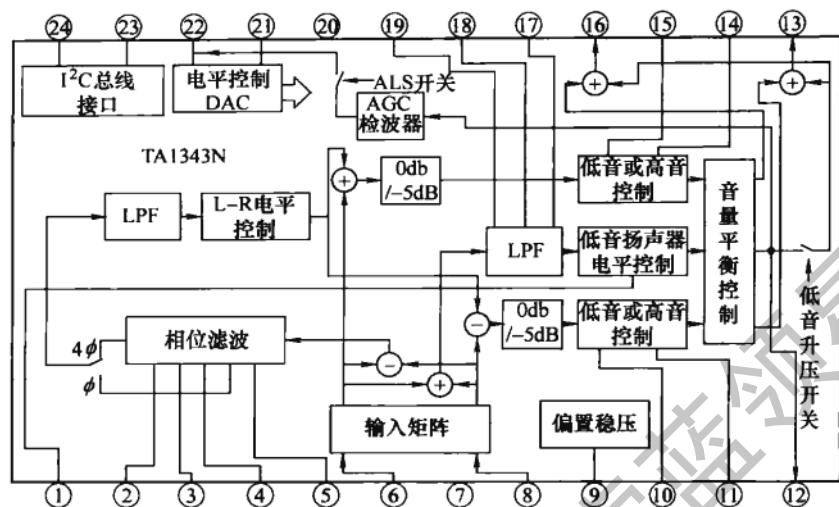 24 23 22 21 20 19 18 17 16 15 14 13
I²C总线
接口
电平控制
DAC
ALS开关
AGC
检波器
TA1343N
0db
/−5dB
低音或高音
控制
音量平衡控制
LPF
L−R电平
控制
LPF
低音扬声器
电平控制
0db
/−5dB
低音或高音
控制
低音升压开关
4ϕ
ϕ
相位滤波
输入矩阵
偏置稳压
1 2 3 4 5 6 7 8 9 10 11 12